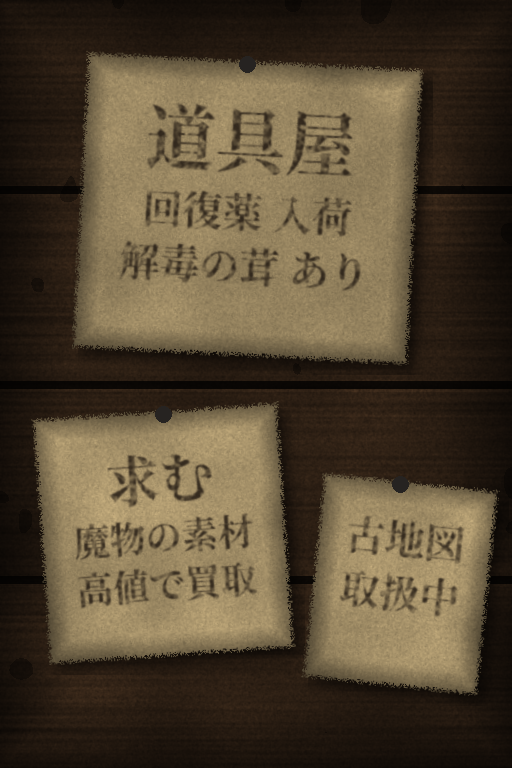 道具屋
回復薬 入荷
解毒の茸 あり
求む
魔物の素材
高値で買取
古地図
取扱中